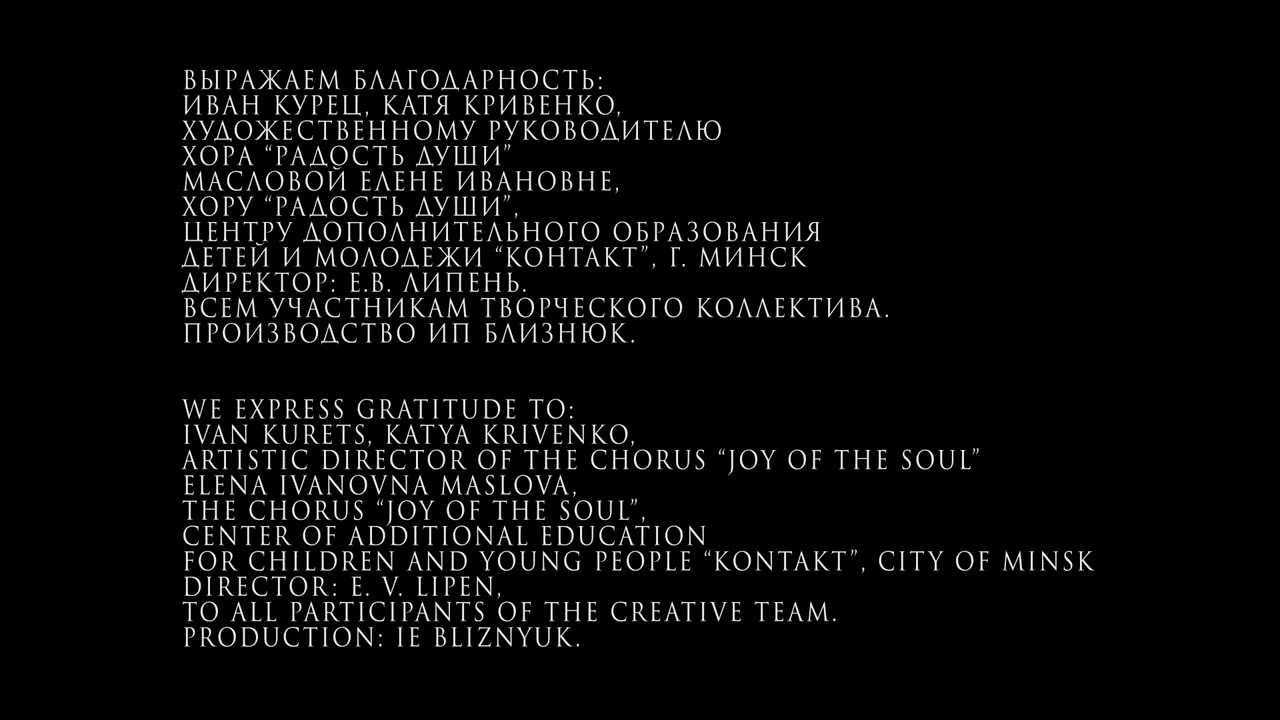 ВЫРАЖАЕМ БЛАГОДАРНОСТЬ:
ИВАН КУРЕЦ, КАТЯ КРИВЕНКО,
ХУДОЖЕСТВЕННОМУ РУКОВОДИТЕЛЮ
ХОРА “РАДОСТЬ ДУШИ”
МАСЛОВОЙ ЕЛЕНЕ ИВАНОВНЕ,
ХОРУ “РАДОСТЬ ДУШИ”,
ЦЕНТРУ ДОПОЛНИТЕЛЬНОГО ОБРАЗОВАНИЯ
ДЕТЕЙ И МОЛОДЕЖИ “КОНТАКТ”, Г. МИНСК
ДИРЕКТОР: Е.В. ЛИПЕНЬ.
ВСЕМ УЧАСТНИКАМ ТВОРЧЕСКОГО КОЛЛЕКТИВА.
ПРОИЗВОДСТВО ИП БЛИЗНЮК.
WE EXPRESS GRATITUDE TO:
IVAN KURETS, KATYA KRIVENKO,
ARTISTIC DIRECTOR OF THE CHORUS “JOY OF THE SOUL”
ELENA IVANOVNA MASLOVA,
THE CHORUS “JOY OF THE SOUL”,
CENTER OF ADDITIONAL EDUCATION
FOR CHILDREN AND YOUNG PEOPLE “KONTAKT”, CITY OF MINSK
DIRECTOR: E. V. LIPEN,
TO ALL PARTICIPANTS OF THE CREATIVE TEAM.
PRODUCTION: IE BLIZNYUK.